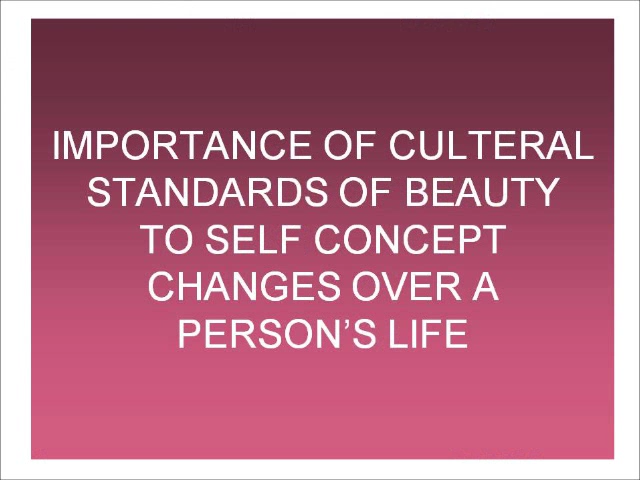 IMPORTANCE OF CULTERAL
STANDARDS OF BEAUTY
TO SELF CONCEPT
CHANGES OVER A
PERSON’S LIFE